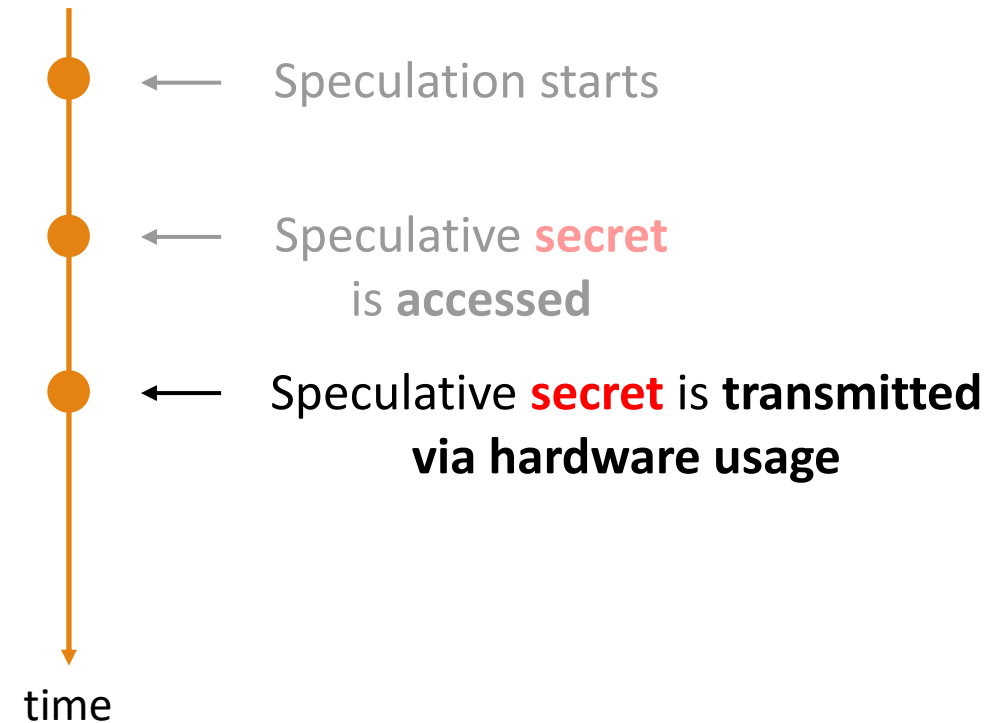 Speculation starts
Speculative secret
is accessed
Speculative secret is transmitted
via hardware usage
time